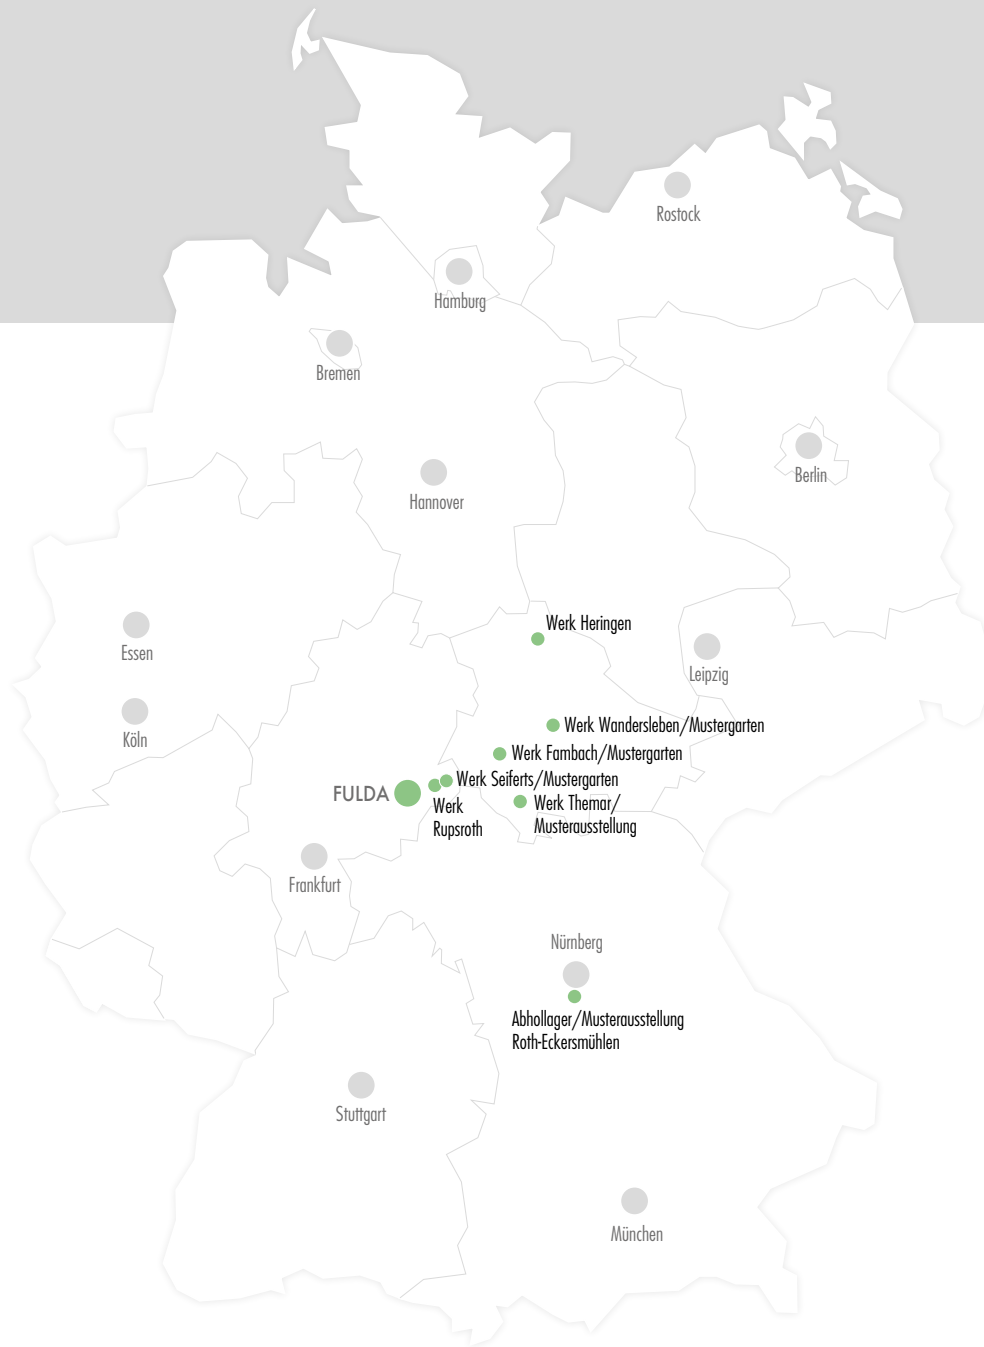 Rostock
Hamburg
Bremen
Berlin
Hannover
Werk Heringen
Essen
Leipzig
Köln
Werk Wandersleben/Mustergarten
Werk Fambach/Mustergarten
Werk Seiferts/Mustergarten
FULDA
Werk
Rupsroth
Werk Themar/
Musterausstellung
Frankfurt
Nürnberg
Abhollager/Musterausstellung
Roth-Eckersmühlen
Stuttgart
München